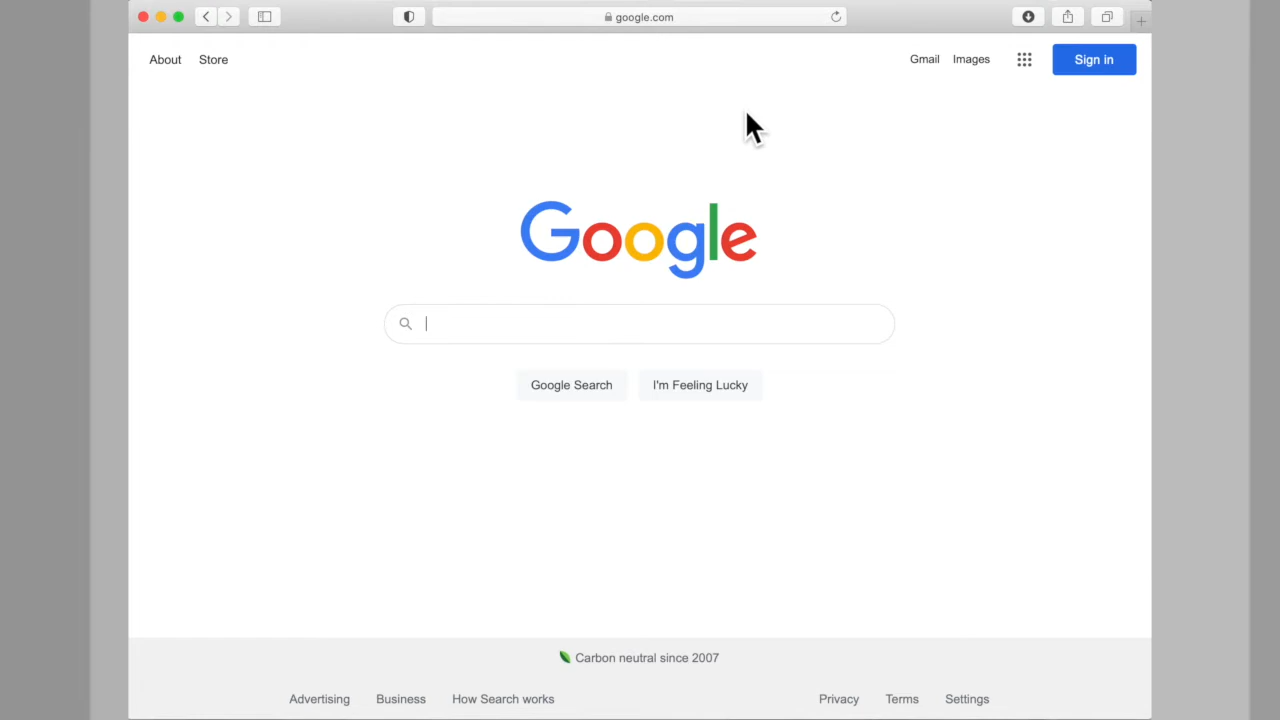 google.com
About Store Gmail Images Sign in
Google
Google Search I'm Feeling Lucky
Carbon neutral since 2007
Advertising Business How Search works Privacy Terms Settings